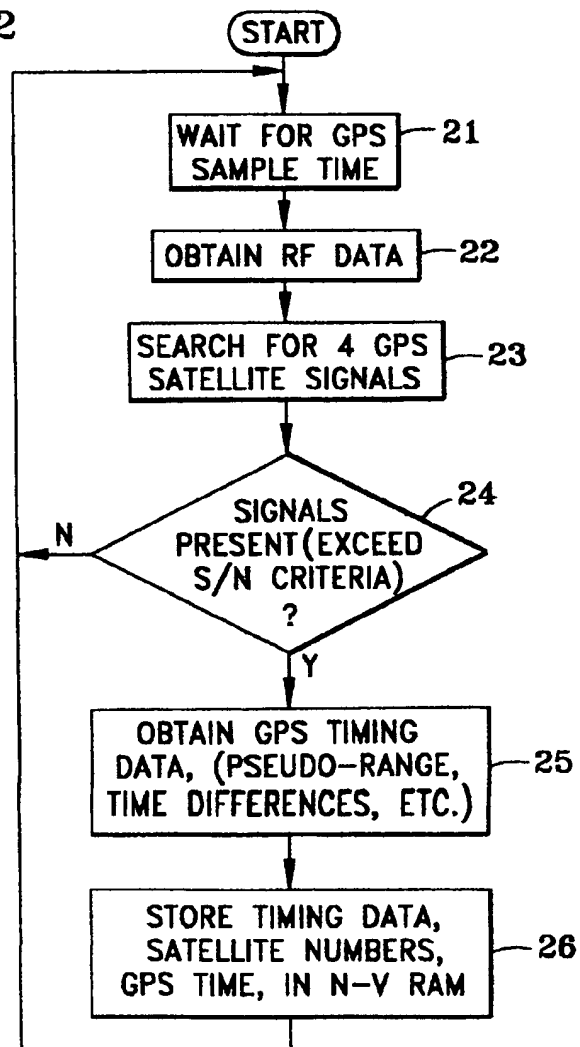 2
START
WAIT FOR GPS
SAMPLE TIME
21
OBTAIN RF DATA
22
SEARCH FOR 4 GPS
SATELLITE SIGNALS
23
SIGNALS
PRESENT(EXCEED
S/N CRITERIA)
?
24
N
Y
OBTAIN GPS TIMING
DATA, (PSEUDO-RANGE,
TIME DIFFERENCES, ETC.)
25
STORE TIMING DATA,
SATELLITE NUMBERS,
GPS TIME, IN N-V RAM
26